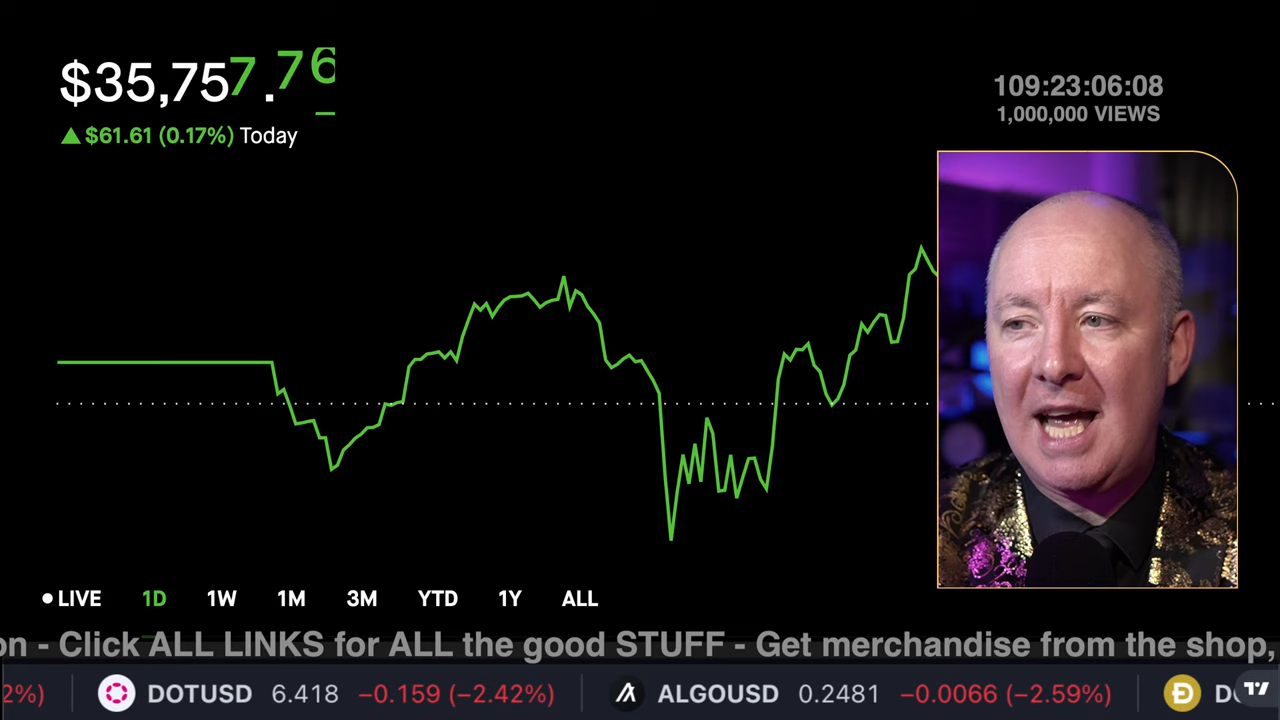 $35,757.76
▲ $61.61 (0.17%) Today
109:23:06:08
1,000,000 VIEWS
• LIVE 1D 1W 1M 3M YTD 1Y ALL
on - Click ALL LINKS for ALL the good STUFF - Get merchandise from the shop,
2%) DOTUSD 6.418 −0.159 (−2.42%) ALGOUSD 0.2481 −0.0066 (−2.59%)